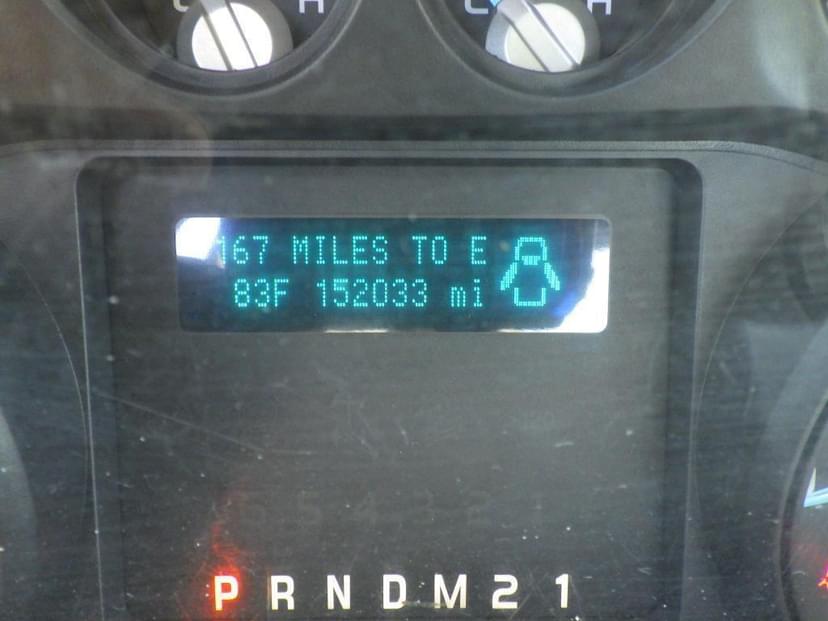 C H C H
167 MILES TO E
83F 152033 mi
P R N D M 2 1